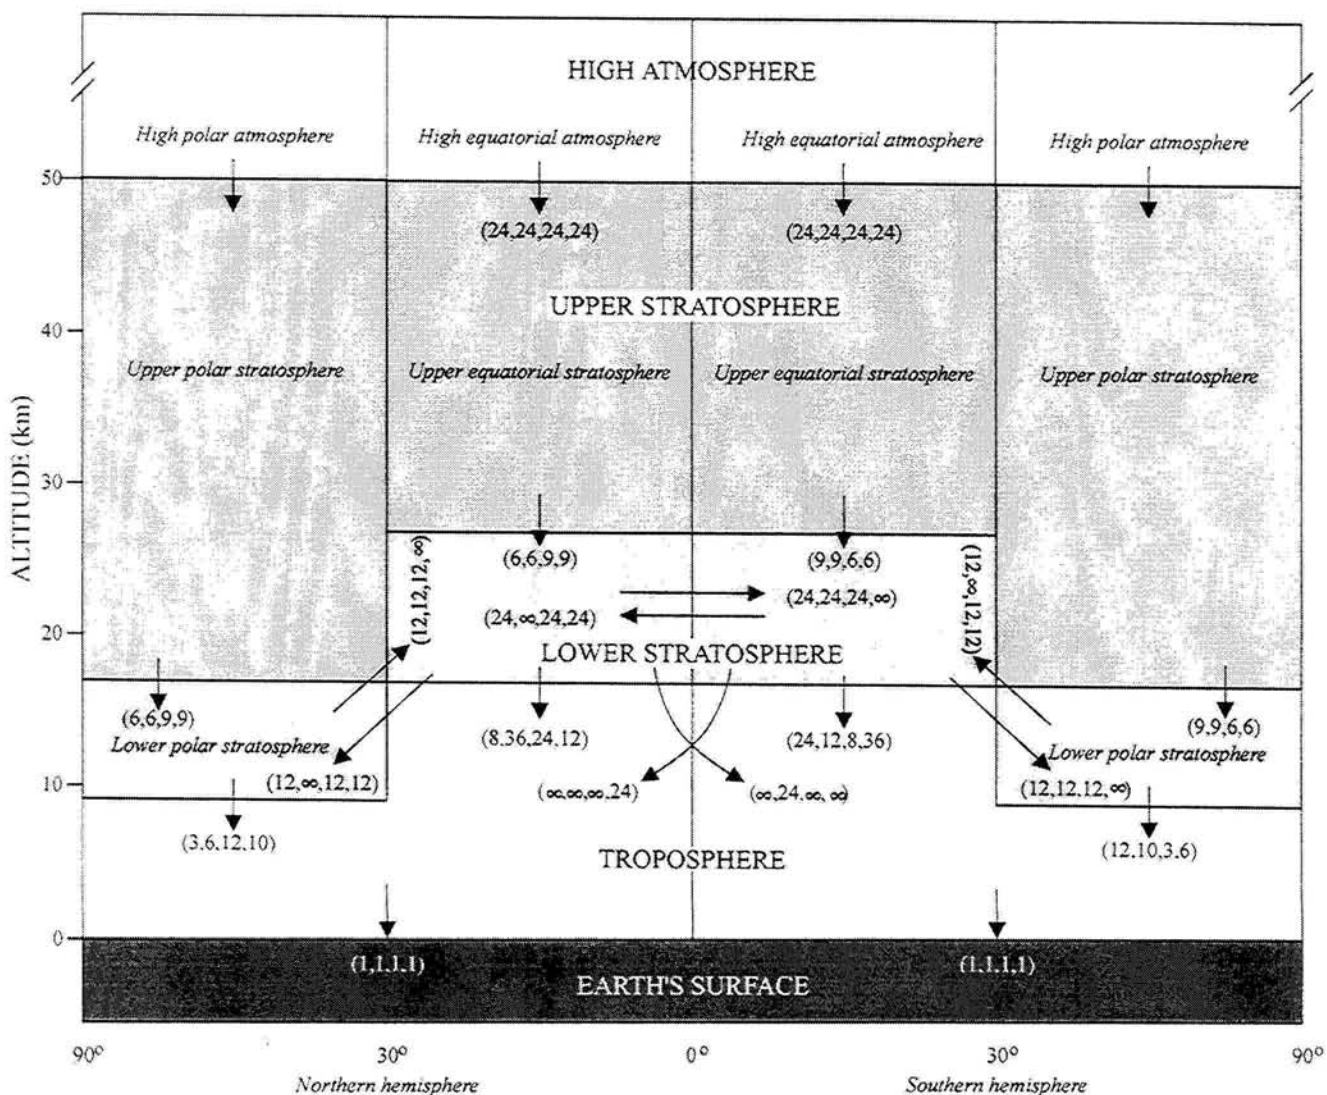 HIGH ATMOSPHERE
High polar atmosphere
High equatorial atmosphere
High equatorial atmosphere
High polar atmosphere
50
(24,24,24,24)
(24,24,24,24)
UPPER STRATOSPHERE
40
Upper polar stratosphere
Upper equatorial stratosphere
Upper equatorial stratosphere
Upper polar stratosphere
ALTITUDE (km)
30
(12,12,12,∞)
(6,6,9,9)
(9,9,6,6)
(12,∞,12,12)
(24,24,24,∞)
(24,∞,24,24)
20
LOWER STRATOSPHERE
(6,6,9,9)
(9,9,6,6)
Lower polar stratosphere
(8,36,24,12)
(24,12,8,36)
Lower polar stratosphere
10
(12,∞,12,12)
(∞,∞,∞,24)
(∞,24,∞,∞)
(12,12,12,∞)
(3,6,12,10)
(12,10,3,6)
TROPOSPHERE
0
(1,1,1,1)
(1,1,1,1)
EARTH'S SURFACE
90°
30°
0°
30°
90°
Northern hemisphere
Southern hemisphere